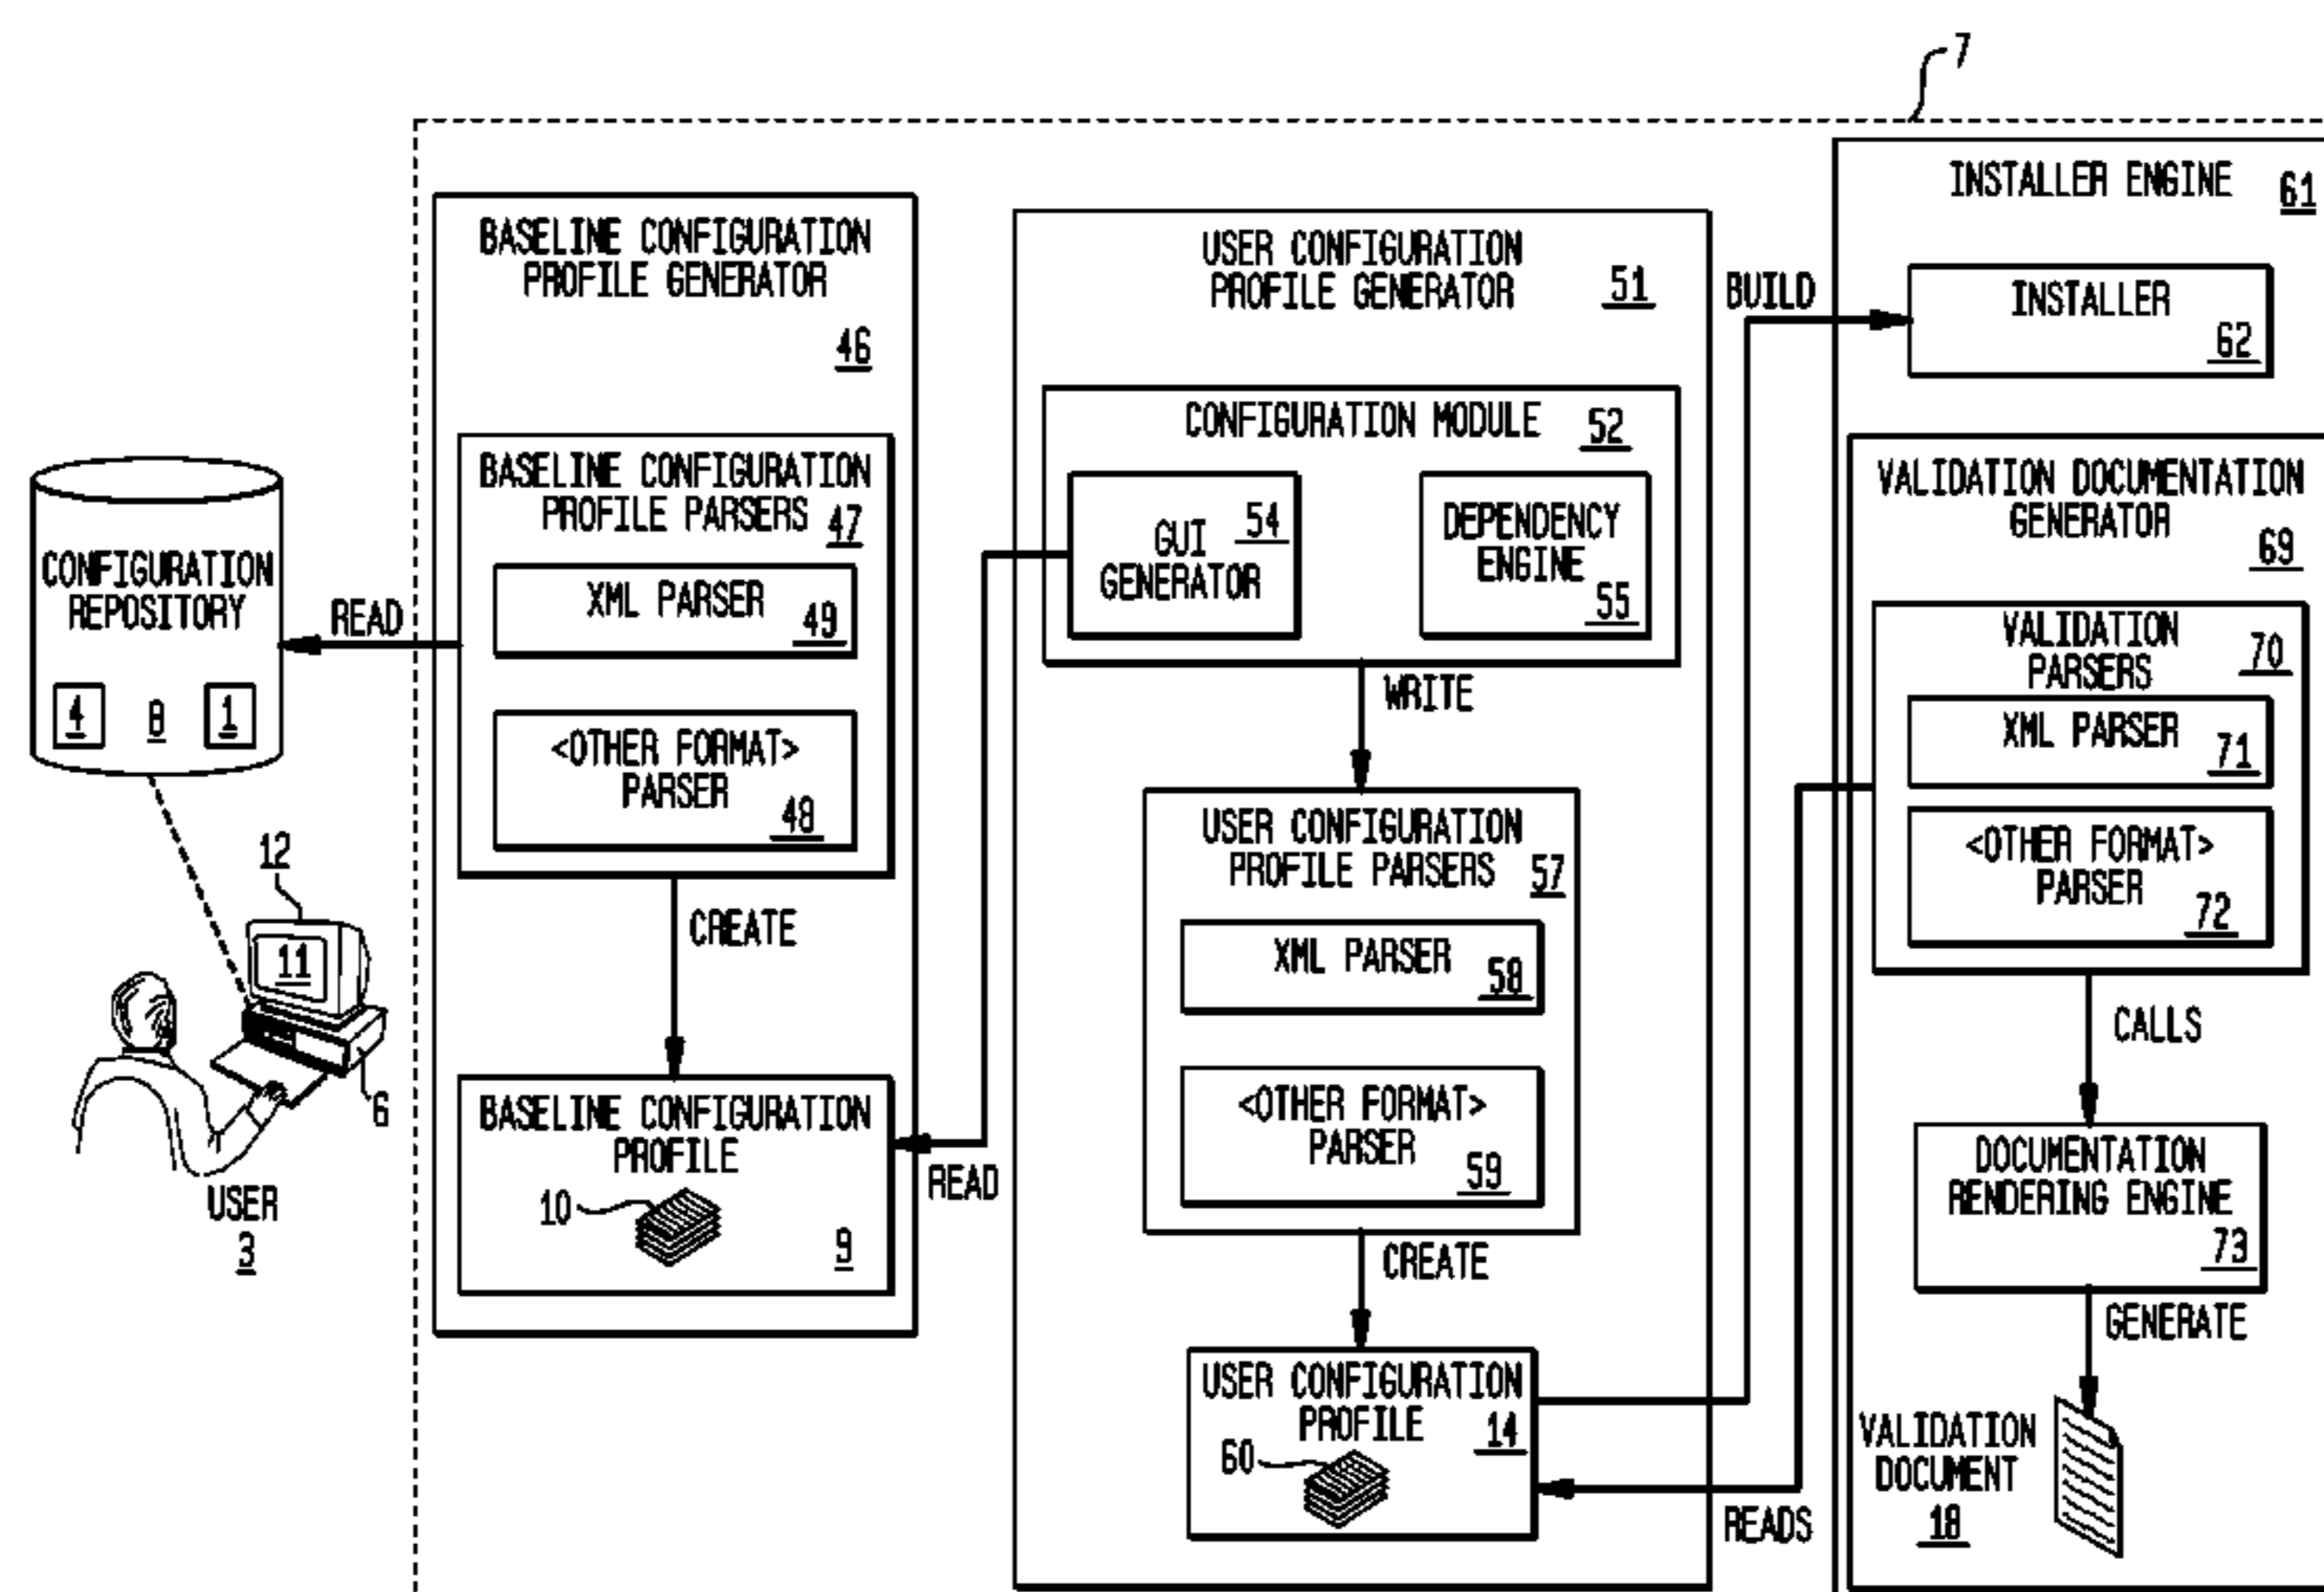 7
BASELINE CONFIGURATION
PROFILE GENERATOR
46
BASELINE CONFIGURATION
PROFILE PARSERS 47
XML PARSER
49
<OTHER FORMAT>
PARSER
48
CONFIGURATION
REPOSITORY
4 8 1
READ
12
11
6
USER
3
CREATE
BASELINE CONFIGURATION
PROFILE
10
9
READ
USER CONFIGURATION
PROFILE GENERATOR 51
CONFIGURATION MODULE 52
GUI
GENERATOR
54
DEPENDENCY
ENGINE
55
WRITE
USER CONFIGURATION
PROFILE PARSERS 57
XML PARSER
58
<OTHER FORMAT>
PARSER
59
CREATE
USER CONFIGURATION
PROFILE
14
60
BUILD
READS
INSTALLER ENGINE 61
INSTALLER
62
VALIDATION DOCUMENTATION
GENERATOR
69
VALIDATION
PARSERS
70
XML PARSER
71
<OTHER FORMAT>
PARSER
72
CALLS
DOCUMENTATION
RENDERING ENGINE
73
GENERATE
VALIDATION
DOCUMENT
18